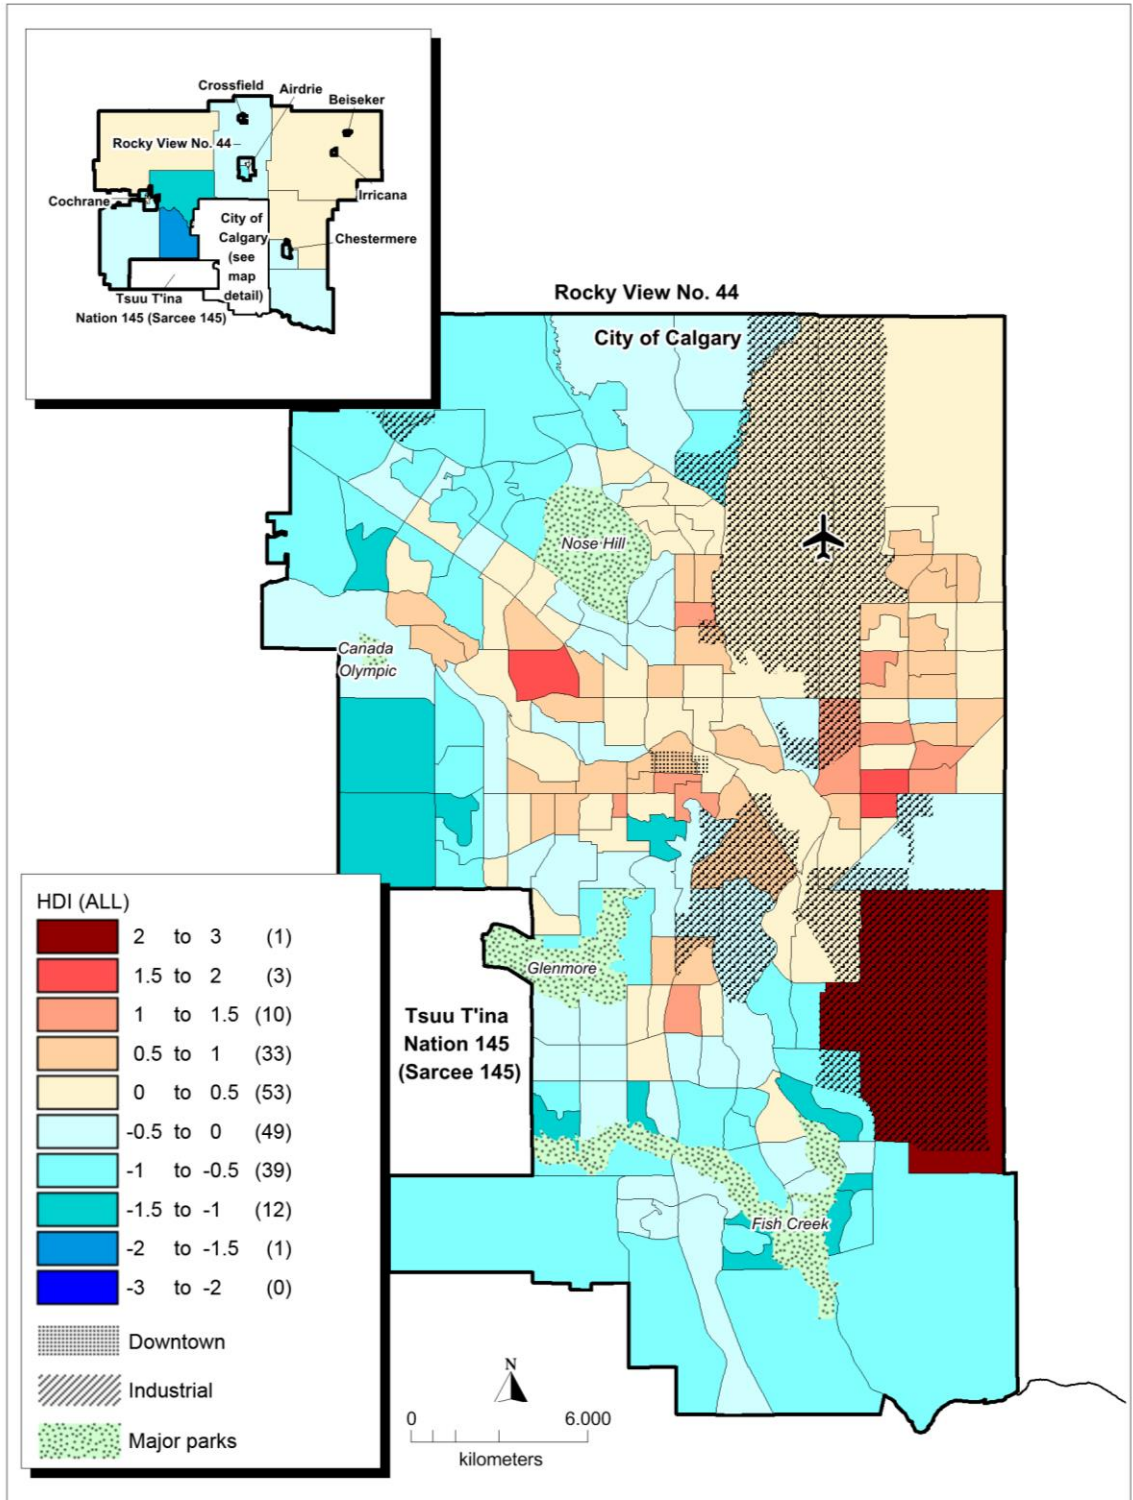 Crossfield
Airdrie
Beiseker
Rocky View No. 44
Cochrane
Irricana
City of
Calgary
(see
map
detail)
Chestermere
Tsuu T'ina
Nation 145 (Sarcee 145)
Rocky View No. 44
City of Calgary
Nose Hill
Canada
Olympic
Glenmore
Tsuu T'ina
Nation 145
(Sarcee 145)
Fish Creek
HDI (ALL)
2 to 3 (1)
1.5 to 2 (3)
1 to 1.5 (10)
0.5 to 1 (33)
0 to 0.5 (53)
-0.5 to 0 (49)
-1 to -0.5 (39)
-1.5 to -1 (12)
-2 to -1.5 (1)
-3 to -2 (0)
Downtown
Industrial
Major parks
N
0 6.000
kilometers